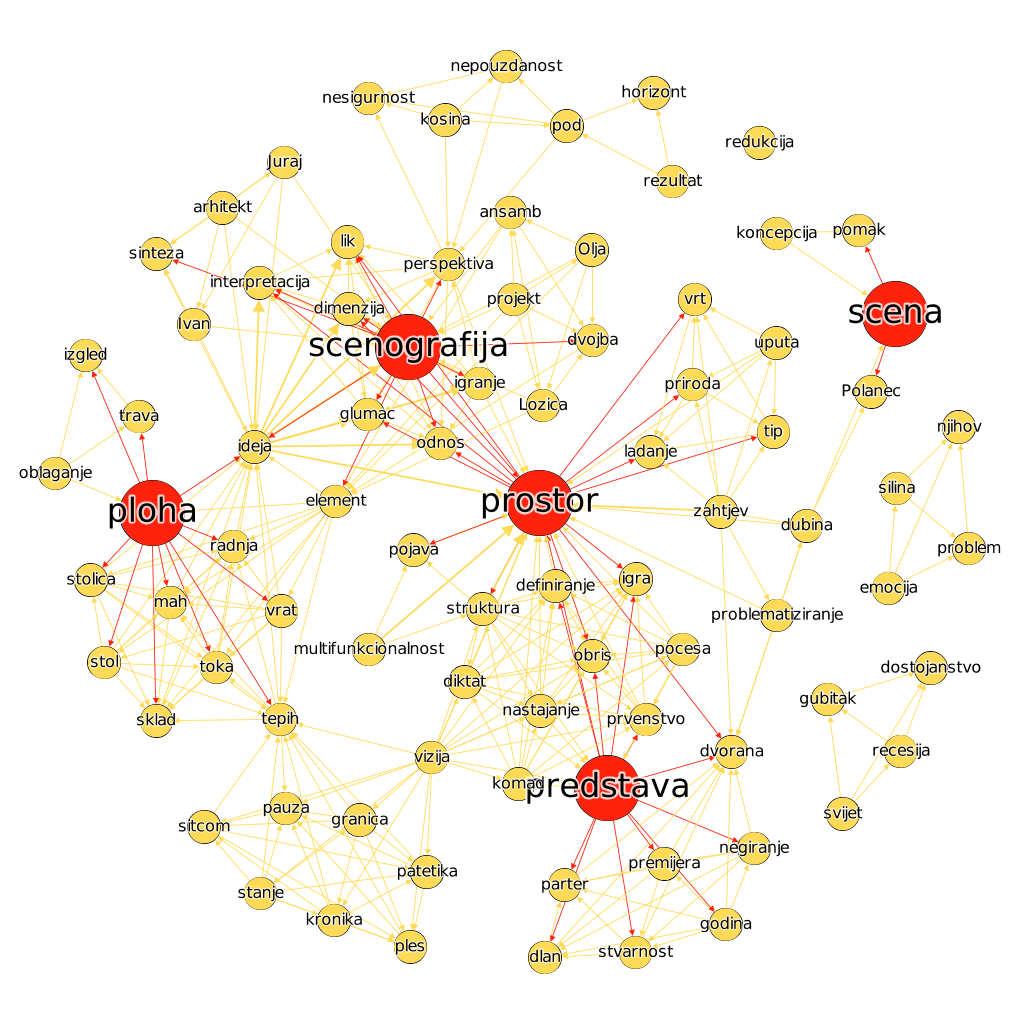 nepouzdanost
nesigurnost
horizont
kosina
pod
redukcija
Juraj
rezultat
arhitekt
ansamb
koncepcija
pomak
sinteza
lik
perspektiva
Olja
interpretacija
projekt
vrt
dimenzija
scena
Ivan
scenografija
dvojba
uputa
izgled
igranje
priroda
Polanec
trava
glumac
Lozica
njihov
ideja
odnos
ladanje
tip
oblaganje
silina
ploha
element
prostor
zahtjev
dubina
radnja
pojava
problem
stolica
definiranje
igra
emocija
mah
vrat
struktura
problematiziranje
multifunkcionalnost
obris
pocesa
stol
toka
dostojanstvo
diktat
gubitak
sklad
tepih
nastajanje
prvenstvo
vizija
dvorana
recesija
komad
predstava
pauza
svijet
sitcom
granica
negiranje
patetika
premijera
stanje
parter
kronika
godina
ples
dlan
stvarnost